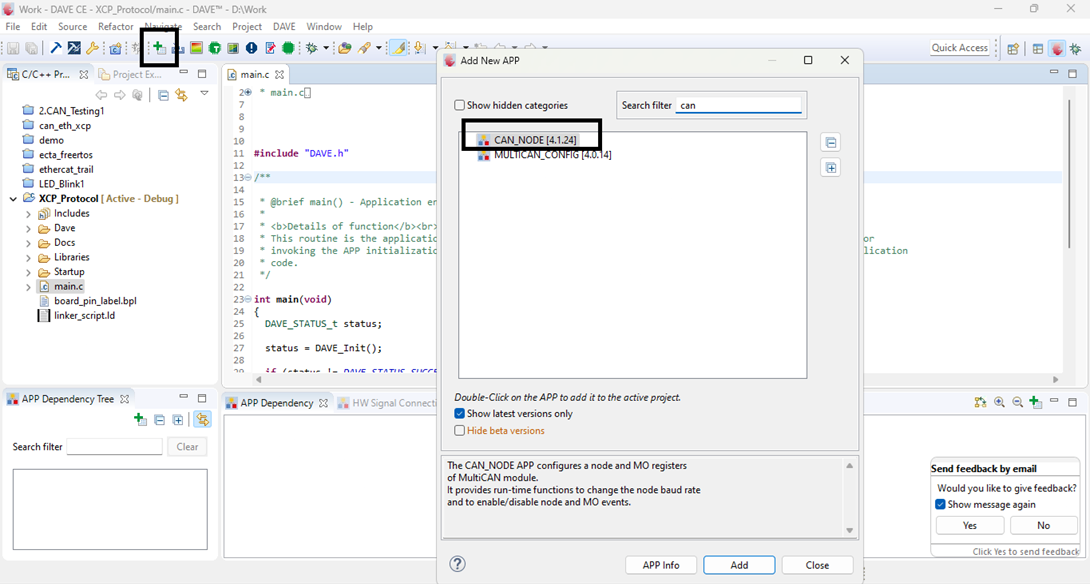 Work - DAVE CE - XCP_Protocol/main.c - DAVE™ - D:\Work
File Edit Source Refactor Navigate Search Project DAVE Window Help
Quick Access
C/C++ Pr...
Project Ex...
2.CAN_Testing1
can_eth_xcp
demo
ecta_freertos
ethercat_trail
LED_Blink1
XCP_Protocol [ Active - Debug ]
Includes
Dave
Docs
Libraries
Startup
main.c
board_pin_label.bpl
linker_script.ld
main.c
2 * main.c
7
8
9
10
11 #include "DAVE.h"
12
13 /**
14
15 * @brief main() - Application en
16 *
17 * <b>Details of function</b><br>
18 * This routine is the applicatio
or
19 * invoking the APP initializatio
lication
20 * code.
21 */
22
23 int main(void)
24 {
25 DAVE_STATUS_t status;
26
27 status = DAVE_Init();
28
Add New APP
Show hidden categories
Search filter
can
CAN_NODE [4.1.24]
MULTICAN_CONFIG [4.0.14]
Double-Click on the APP to add it to the active project.
Show latest versions only
Hide beta versions
The CAN_NODE APP configures a node and MO registers
of MultiCAN module.
It provides run-time functions to change the node baud rate
and to enable/disable node and MO events.
?
APP Info
Add
Close
APP Dependency Tree
Search filter
Clear
APP Dependency
HW Signal Connecti
Send feedback by email
Would you like to give feedback?
Show message again
Yes
No
Click Yes to send feedback